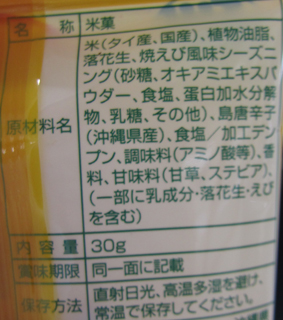 名 称 米菓
米(タイ産、国産)、植物油脂、
落花生、焼えび風味シーズニ
ング(砂糖、オキアミエキスパ
ウダー、食塩、蛋白加水分解
物、乳糖、その他)、島唐辛子
原材料名 (沖縄県産)、食塩/加工デン
プン、調味料(アミノ酸等)、香
料、甘味料(甘草、ステビア)、
(一部に乳成分・落花生・えび
を含む)
内 容 量 30g
賞味期限 同一面に記載
直射日光、高温多湿を避け、
保存方法 常温で保存してください。